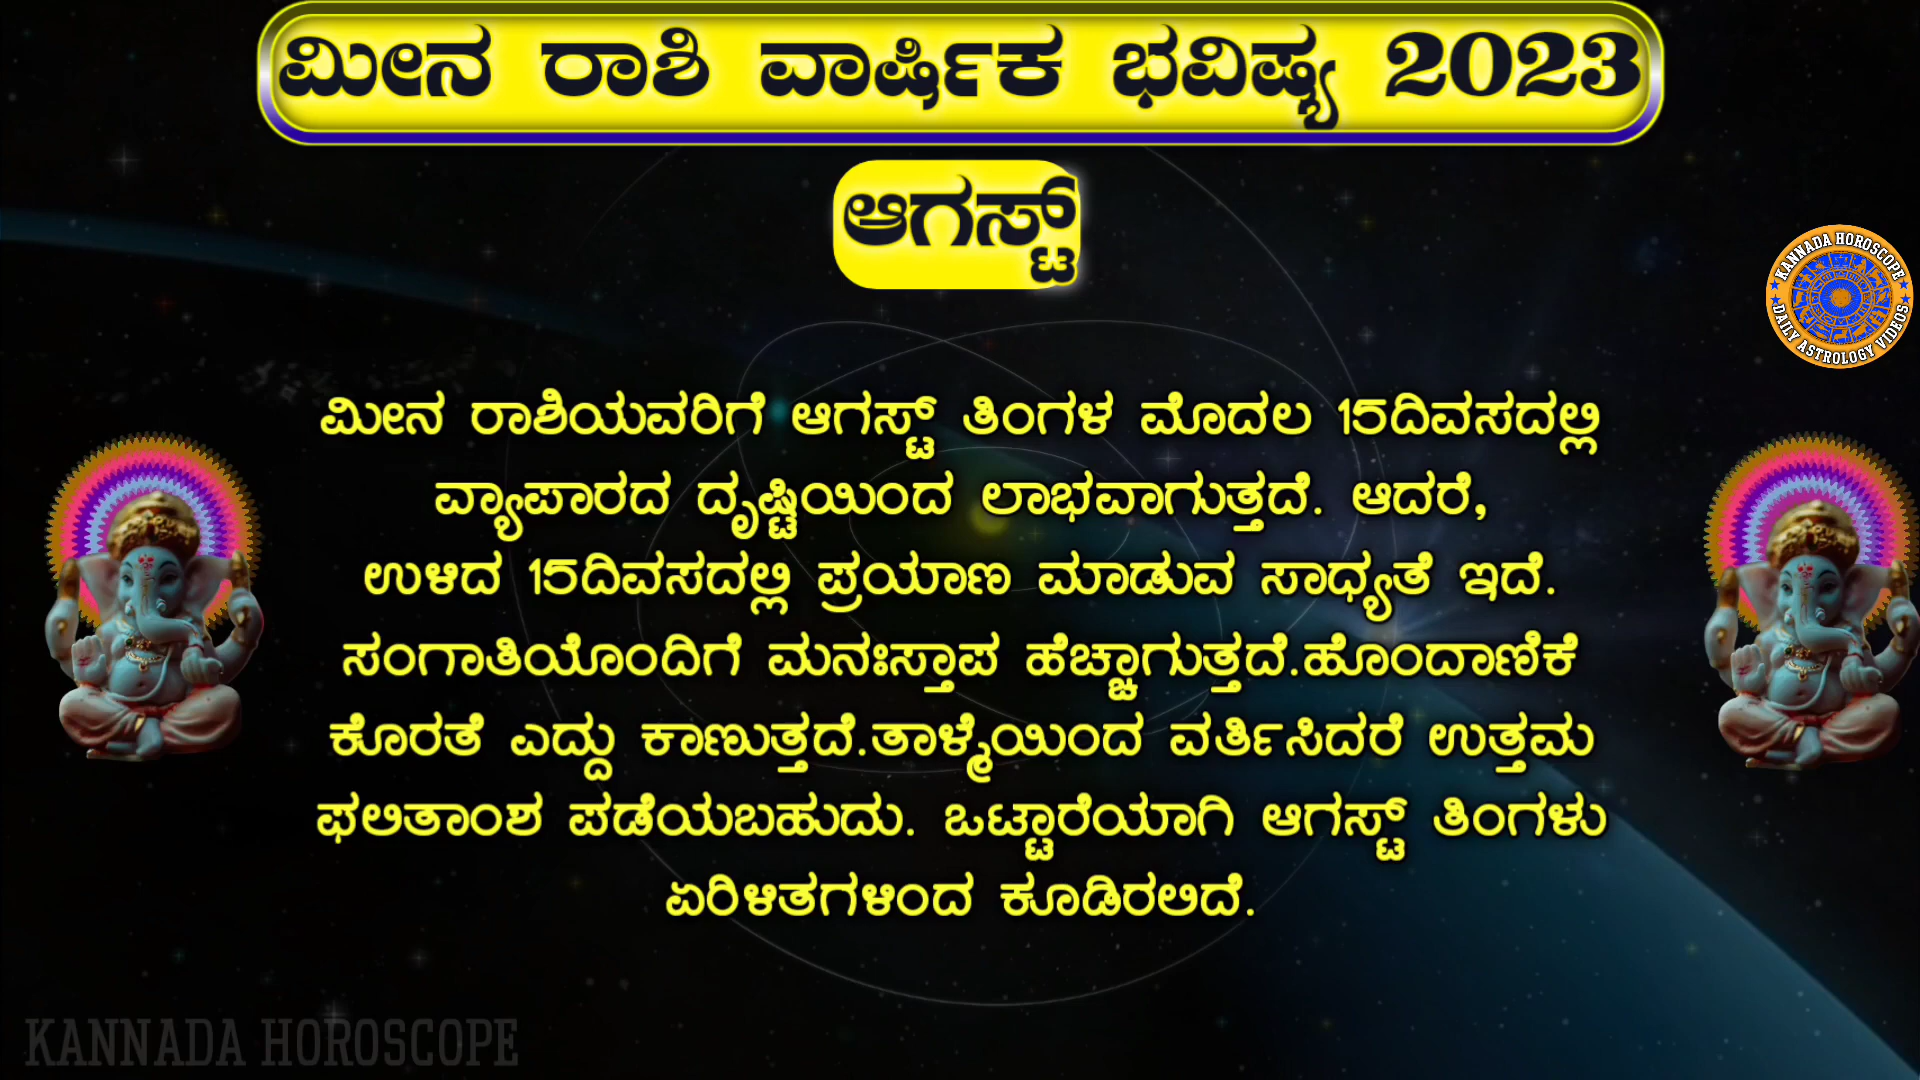 ಮೀನ ರಾಶಿ ವಾರ್ಷಿಕ ಭವಿಷ್ಯ 2023
ಆಗಸ್ಟ್
KANNADA HOROSCOPE
DAILY ASTROLOGY VIDEOS
ಮೀನ ರಾಶಿಯವರಿಗೆ ಆಗಸ್ಟ್ ತಿಂಗಳ ಮೊದಲ 15ದಿವಸದಲ್ಲಿ
ವ್ಯಾಪಾರದ ದೃಷ್ಟಿಯಿಂದ ಲಾಭವಾಗುತ್ತದೆ. ಆದರೆ,
ಉಳಿದ 15ದಿವಸದಲ್ಲಿ ಪ್ರಯಾಣ ಮಾಡುವ ಸಾಧ್ಯತೆ ಇದೆ.
ಸಂಗಾತಿಯೊಂದಿಗೆ ಮನಃಸ್ತಾಪ ಹೆಚ್ಚಾಗುತ್ತದೆ.ಹೊಂದಾಣಿಕೆ
ಕೊರತೆ ಎದ್ದು ಕಾಣುತ್ತದೆ.ತಾಳ್ಮೆಯಿಂದ ವರ್ತಿಸಿದರೆ ಉತ್ತಮ
ಫಲಿತಾಂಶ ಪಡೆಯಬಹುದು. ಒಟ್ಟಾರೆಯಾಗಿ ಆಗಸ್ಟ್ ತಿಂಗಳು
ಏರಿಳಿತಗಳಿಂದ ಕೂಡಿರಲಿದೆ.
KANNADA HOROSCOPE